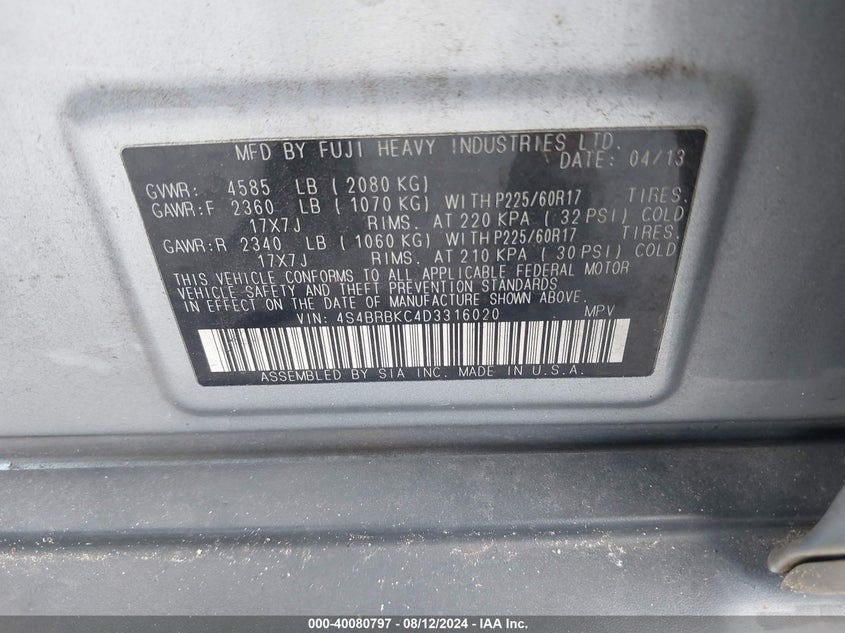 MFD BY FUJI HEAVY INDUSTRIES LTD.
DATE: 04/13
GVWR: 4585 LB ( 2080 KG)
GAWR:F 2360 LB ( 1070 KG) WITH P225/60R17 TIRES.
17X7J RIMS. AT 220 KPA ( 32 PSI) COLD
GAWR:R 2340 LB ( 1060 KG) WITH P225/60R17 TIRES.
17X7J RIMS. AT 210 KPA ( 30 PSI) COLD
THIS VEHICLE CONFORMS TO ALL APPLICABLE FEDERAL MOTOR
VEHICLE SAFETY AND THEFT PREVENTION STANDARDS
IN EFFECT ON THE DATE OF MANUFACTURE SHOWN ABOVE.
VIN: 4S4BRBKC4D3316020 MPV
ASSEMBLED BY SIA INC. MADE IN U.S.A.
000-40080797 - 08/12/2024 - IAA Inc.